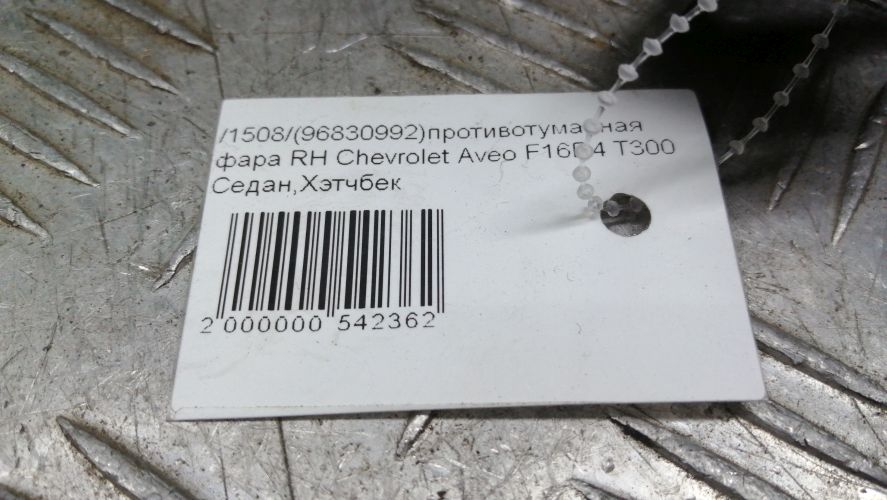 /1508/(96830992)противотуманная
фара RH Chevrolet Aveo F16D4 T300
Седан,Хэтчбек
2 000000 542362